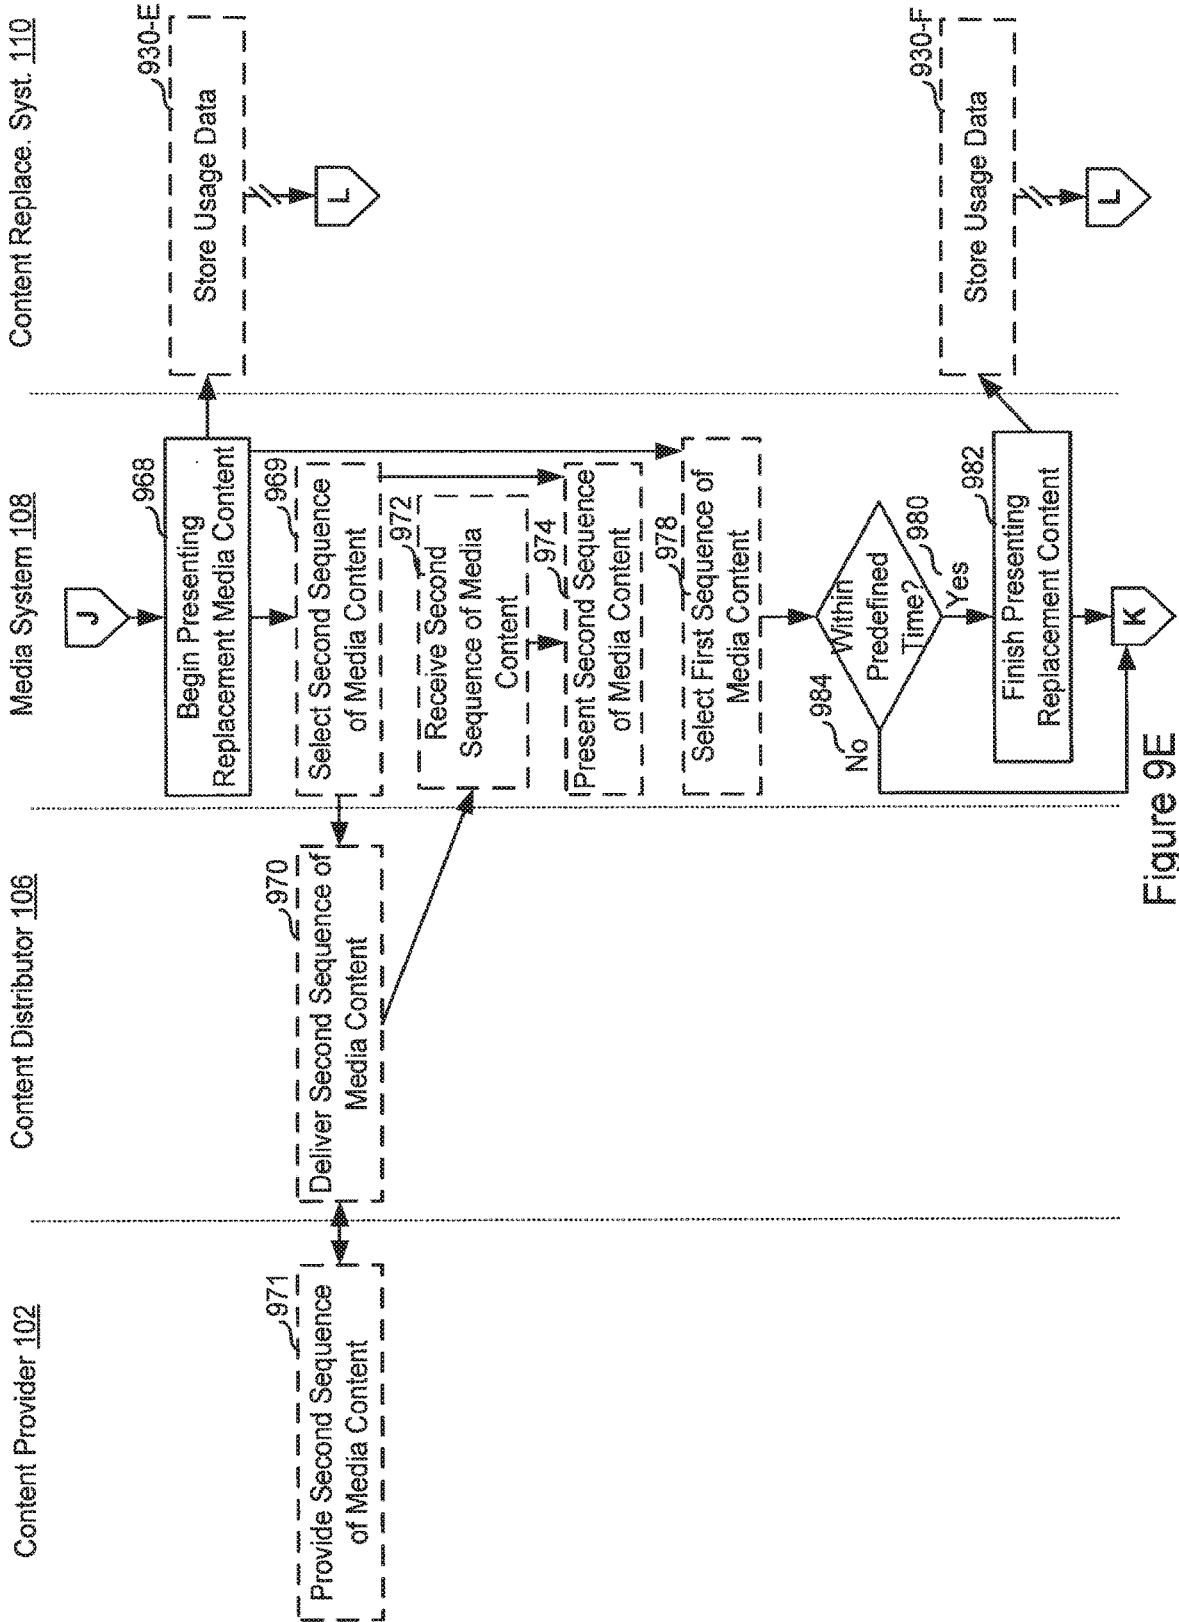 Content Provider 102
Content Distributor 106
Media System 108
Content Replace. Syst. 110
J
968
Begin Presenting
Replacement Media Content
930-E
Store Usage Data
L
971
Provide Second Sequence
of Media Content
970
Deliver Second Sequence of
Media Content
969
Select Second Sequence
of Media Content
972
Receive Second
Sequence of Media
Content
974
Present Second Sequence
of Media Content
978
Select First Sequence of
Media Content
Within
Predefined
Time?
984
No
980
Yes
982
Finish Presenting
Replacement Content
930-F
Store Usage Data
L
K
Figure 9E